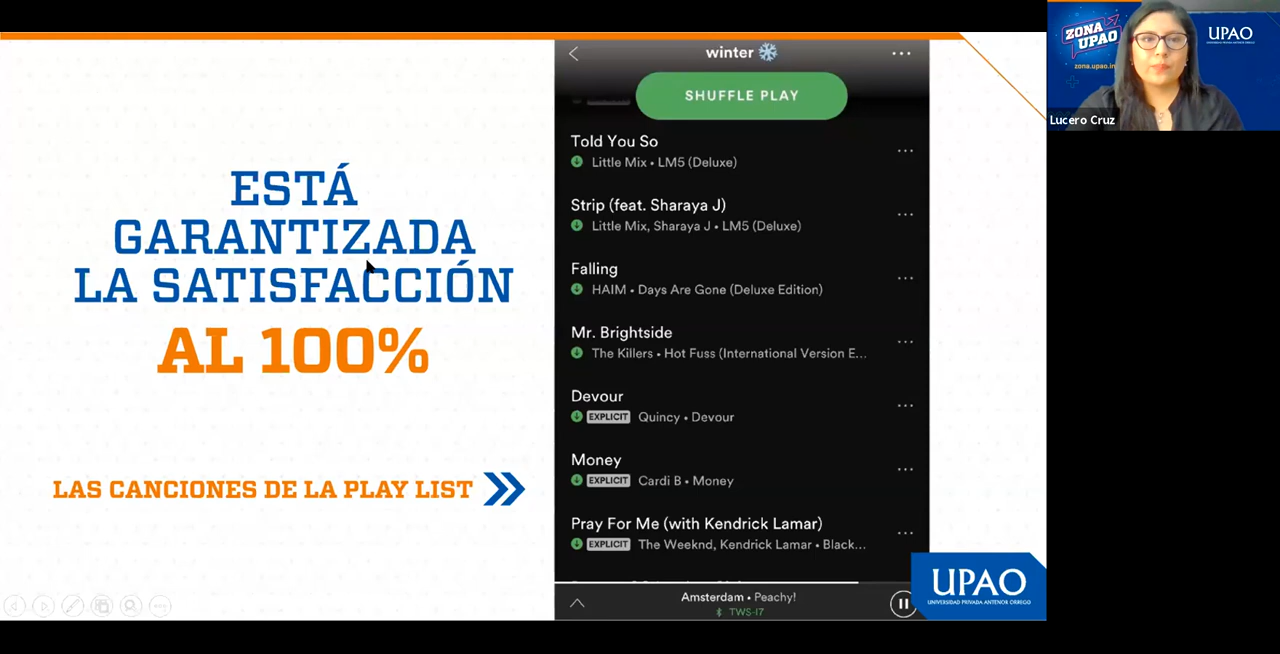 ESTÁ
GARANTIZADA
LA SATISFACCIÓN
AL 100%
LAS CANCIONES DE LA PLAY LIST
winter
SHUFFLE PLAY
Told You So
Little Mix • LM5 (Deluxe)
Strip (feat. Sharaya J)
Little Mix, Sharaya J • LM5 (Deluxe)
Falling
HAIM • Days Are Gone (Deluxe Edition)
Mr. Brightside
The Killers • Hot Fuss (International Version E...
Devour
EXPLICIT Quincy • Devour
Money
EXPLICIT Cardi B • Money
Pray For Me (with Kendrick Lamar)
EXPLICIT The Weeknd, Kendrick Lamar • Black...
Amsterdam • Peachy!
TWS-i7
UPAO
UNIVERSIDAD PRIVADA ANTENOR ORREGO
ZONA
UPAO
UPAO
Lucero Cruz